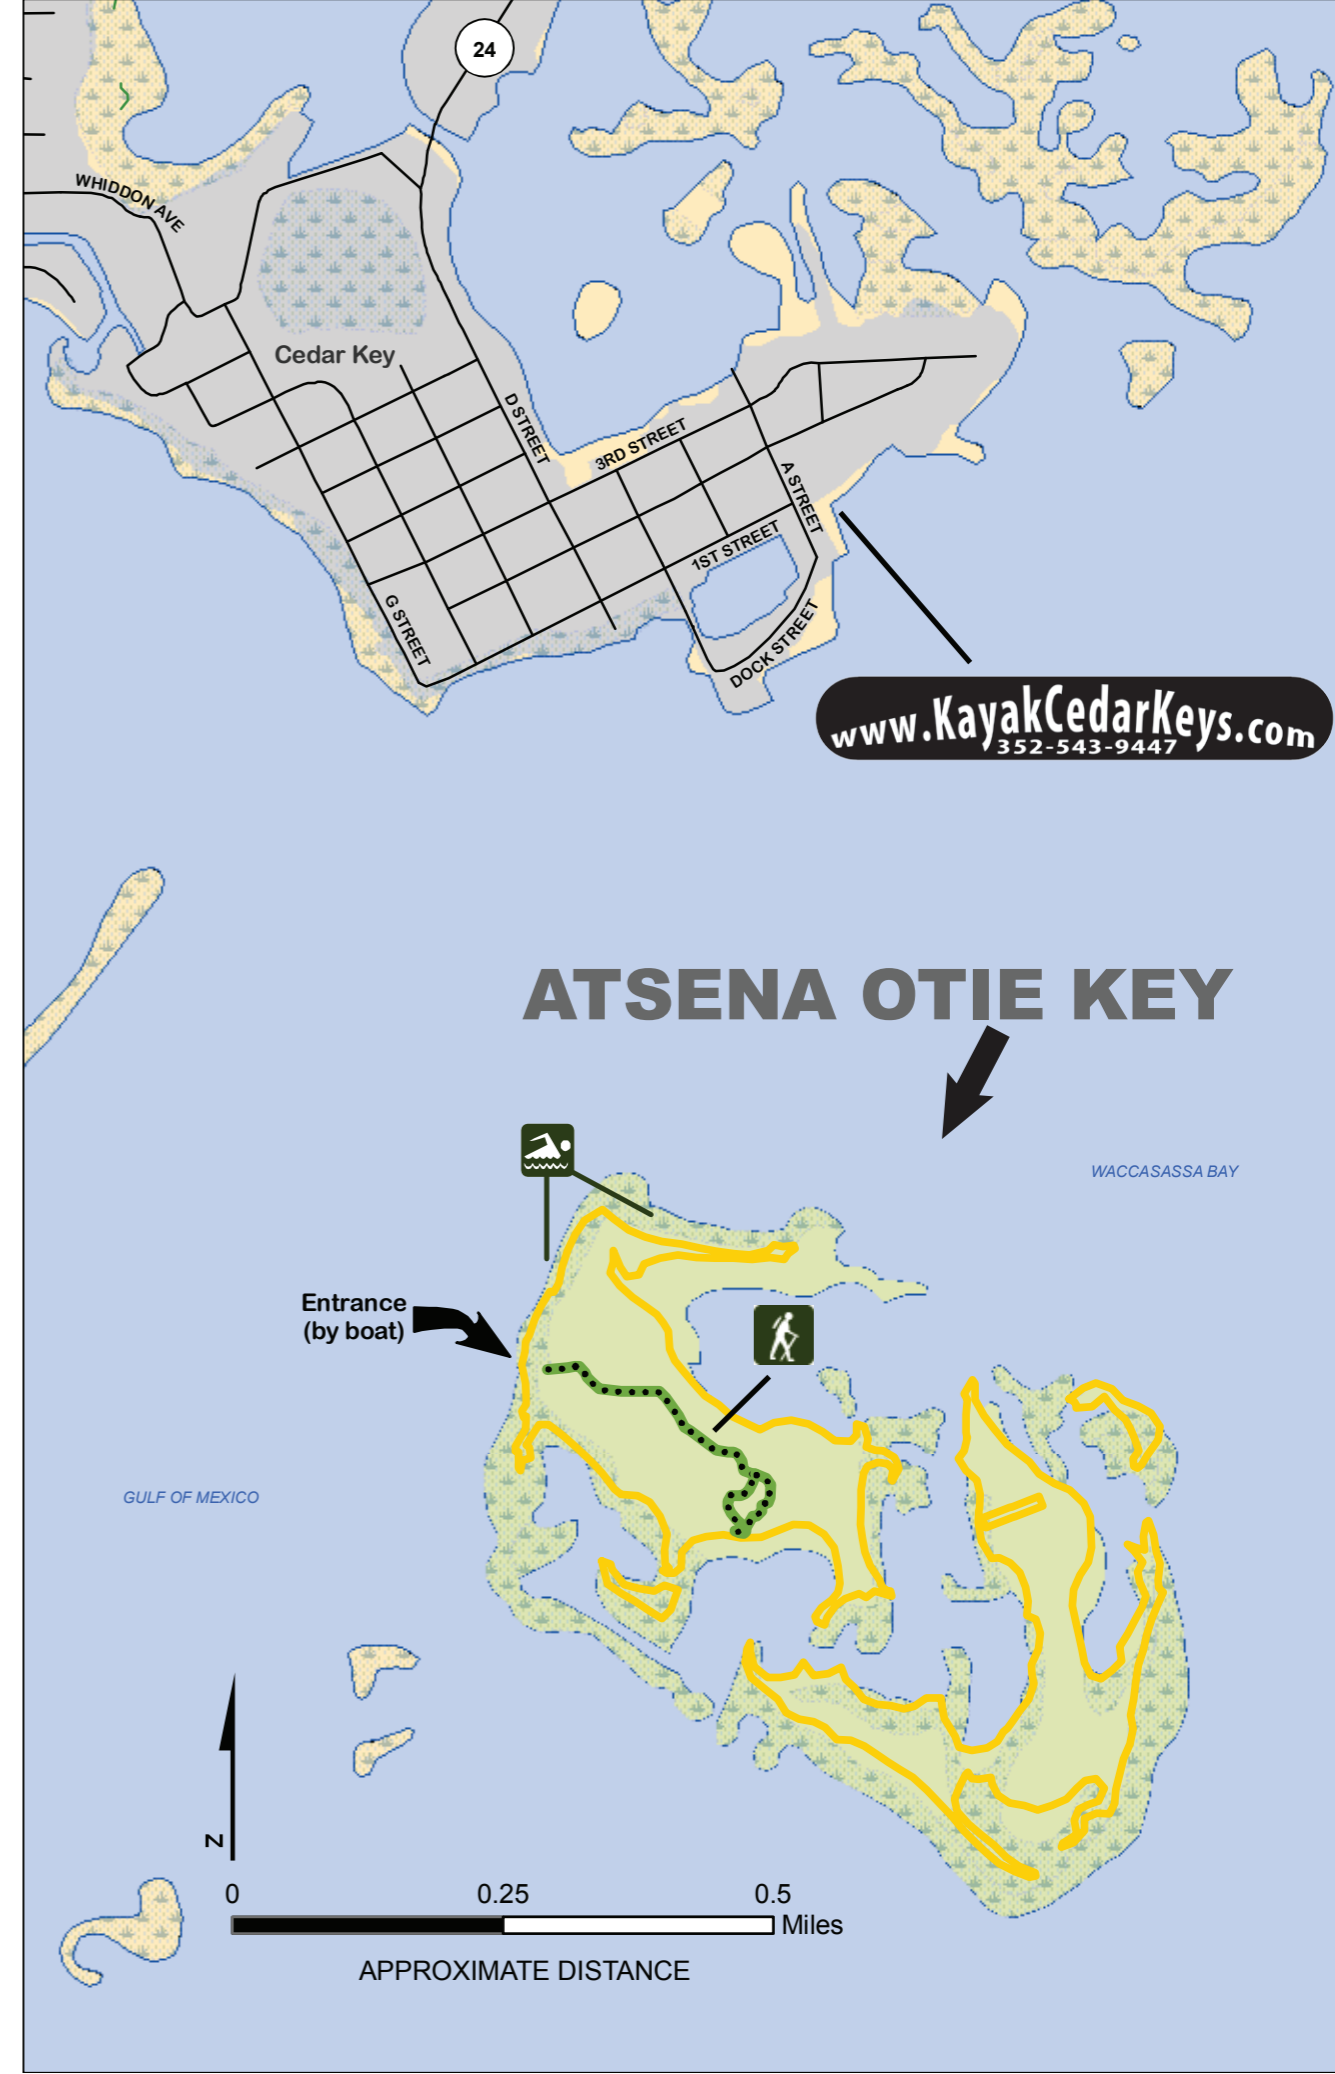 24
WHIDDON AVE
Cedar Key
D STREET
3RD STREET
A STREET
1ST STREET
G STREET
DOCK STREET
www.KayakCedarKeys.com
352-543-9447
ATSENA OTIE KEY
WACCASASSA BAY
Entrance
(by boat)
GULF OF MEXICO
N
0 0.25 0.5
Miles
APPROXIMATE DISTANCE